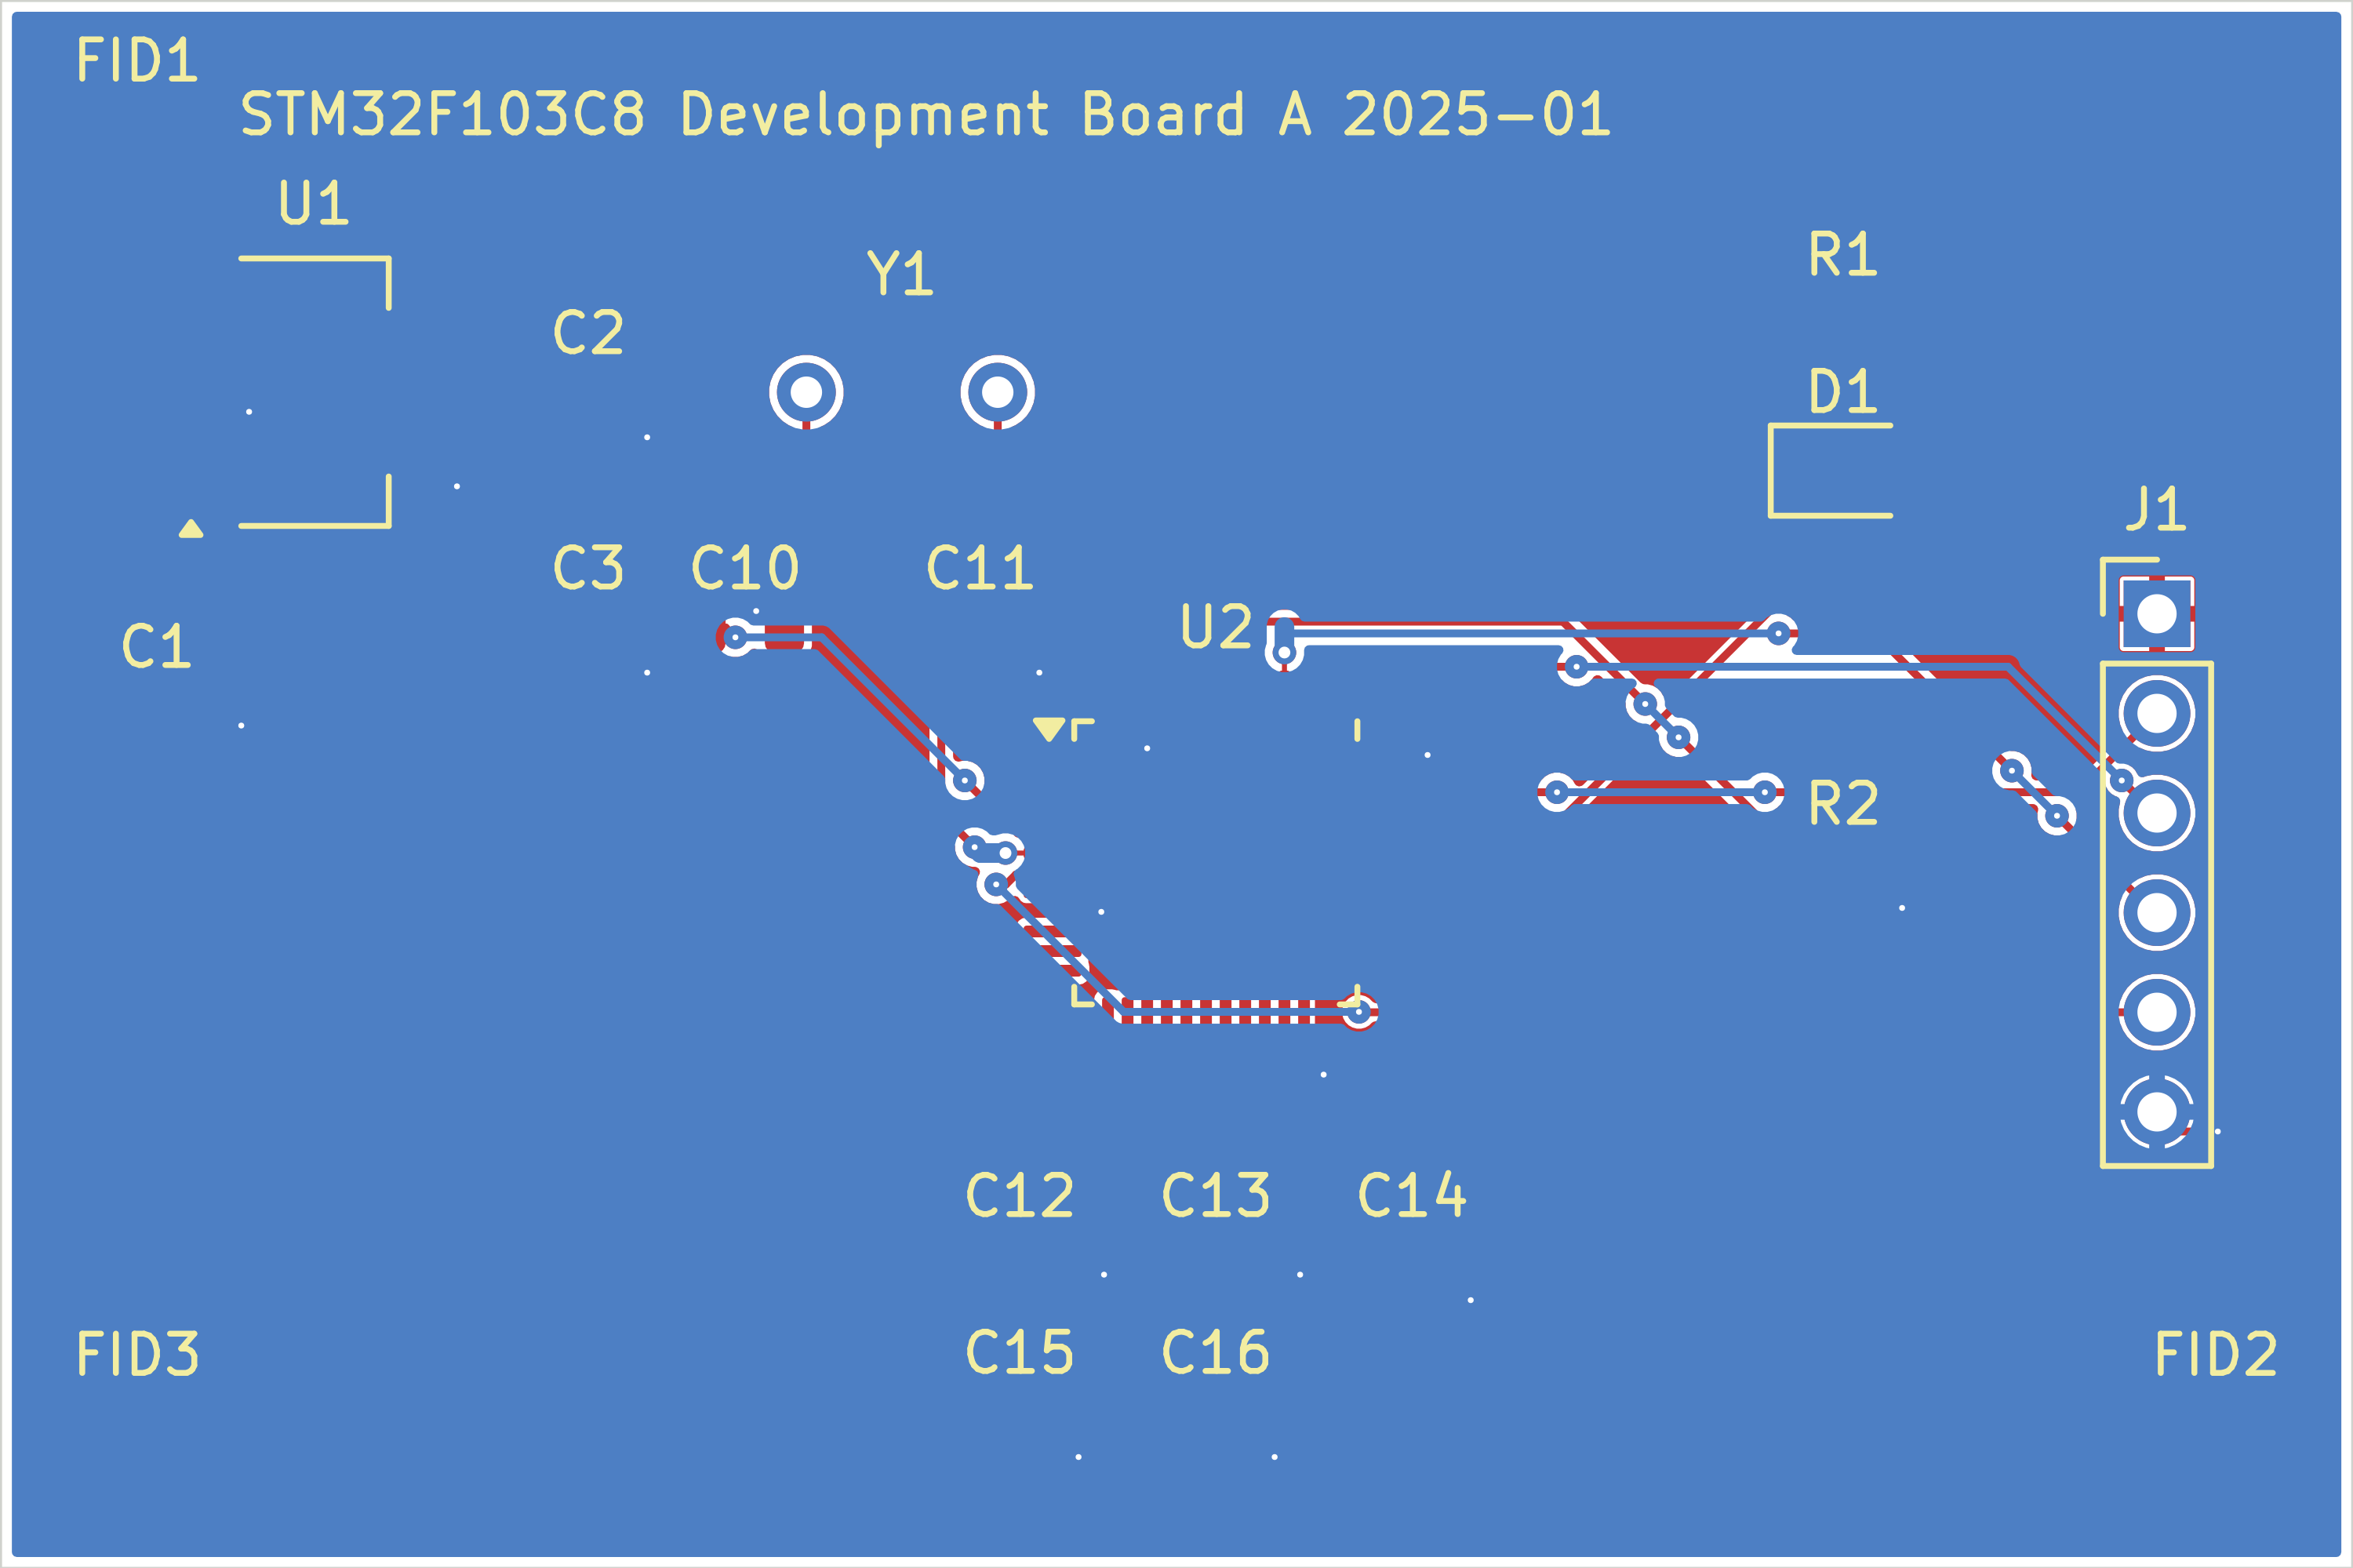 FID1
STM32F103C8 Development Board A 2025-01
U1
R1
Y1
C2
D1
J1
C3
C10
C11
U2
C1
R2
C12
C13
C14
FID3
C15
C16
FID2